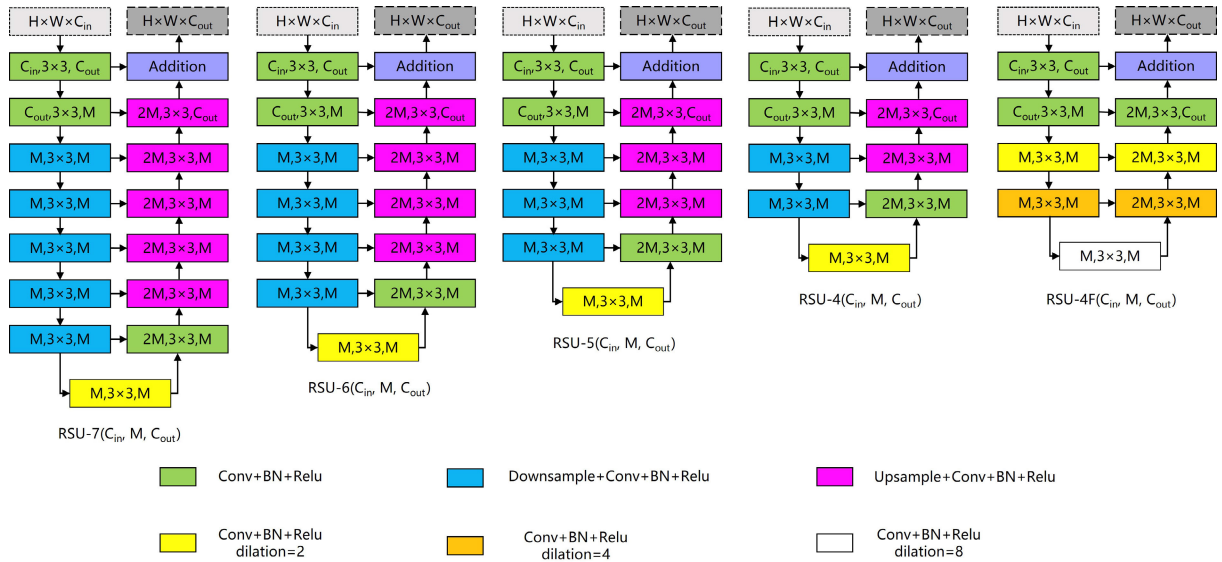 H×W×C_in H×W×C_out
C_in,3×3, C_out Addition
C_out,3×3,M 2M,3×3,C_out
M,3×3,M 2M,3×3,M
M,3×3,M 2M,3×3,M
M,3×3,M 2M,3×3,M
M,3×3,M 2M,3×3,M
M,3×3,M 2M,3×3,M
M,3×3,M
RSU-7(C_in, M, C_out)
H×W×C_in H×W×C_out
C_in,3×3, C_out Addition
C_out,3×3,M 2M,3×3,C_out
M,3×3,M 2M,3×3,M
M,3×3,M 2M,3×3,M
M,3×3,M 2M,3×3,M
M,3×3,M 2M,3×3,M
M,3×3,M
RSU-6(C_in, M, C_out)
H×W×C_in H×W×C_out
C_in,3×3, C_out Addition
C_out,3×3,M 2M,3×3,C_out
M,3×3,M 2M,3×3,M
M,3×3,M 2M,3×3,M
M,3×3,M 2M,3×3,M
M,3×3,M
RSU-5(C_in, M, C_out)
H×W×C_in H×W×C_out
C_in,3×3, C_out Addition
C_out,3×3,M 2M,3×3,C_out
M,3×3,M 2M,3×3,M
M,3×3,M 2M,3×3,M
M,3×3,M
RSU-4(C_in, M, C_out)
H×W×C_in H×W×C_out
C_in,3×3, C_out Addition
C_out,3×3,M 2M,3×3,C_out
M,3×3,M 2M,3×3,M
M,3×3,M 2M,3×3,M
M,3×3,M
RSU-4F(C_in, M, C_out)
Conv+BN+Relu
Downsample+Conv+BN+Relu
Upsample+Conv+BN+Relu
Conv+BN+Relu
dilation=2
Conv+BN+Relu
dilation=4
Conv+BN+Relu
dilation=8